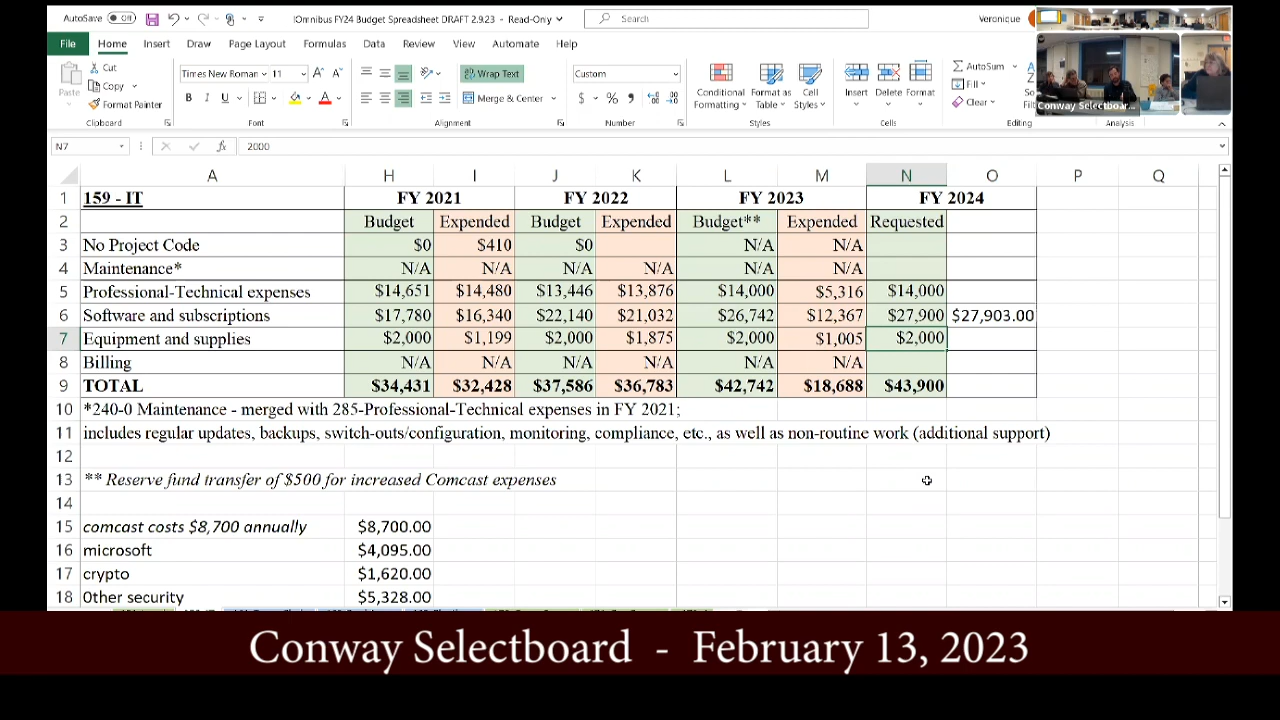 AutoSave Off !Omnibus FY24 Budget Spreadsheet DRAFT 2.9.23 - Read-Only Search Veronique
File Home Insert Draw Page Layout Formulas Data Review View Automate Help
Paste Cut Copy Format Painter Clipboard
Times New Roman 11 B I U A Font
Wrap Text Merge & Center Alignment
Custom $ % Number
Conditional Formatting Format as Table Cell Styles Styles
Insert Delete Format Cells
AutoSum Fill Clear Editing
Analysis
Conway Selectboar...
N7 fx 2000
A H I J K L M N O P Q
1 159 - IT FY 2021 FY 2022 FY 2023 FY 2024
2 Budget Expended Budget Expended Budget** Expended Requested
3 No Project Code $0 $410 $0 N/A N/A
4 Maintenance* N/A N/A N/A N/A N/A N/A
5 Professional-Technical expenses $14,651 $14,480 $13,446 $13,876 $14,000 $5,316 $14,000
6 Software and subscriptions $17,780 $16,340 $22,140 $21,032 $26,742 $12,367 $27,900 $27,903.00
7 Equipment and supplies $2,000 $1,199 $2,000 $1,875 $2,000 $1,005 $2,000
8 Billing N/A N/A N/A N/A N/A N/A
9 TOTAL $34,431 $32,428 $37,586 $36,783 $42,742 $18,688 $43,900
10 *240-0 Maintenance - merged with 285-Professional-Technical expenses in FY 2021;
11 includes regular updates, backups, switch-outs/configuration, monitoring, compliance, etc., as well as non-routine work (additional support)
12
13 ** Reserve fund transfer of $500 for increased Comcast expenses
14
15 comcast costs $8,700 annually $8,700.00
16 microsoft $4,095.00
17 crypto $1,620.00
18 0ther security $5,328.00
Conway Selectboard - February 13, 2023